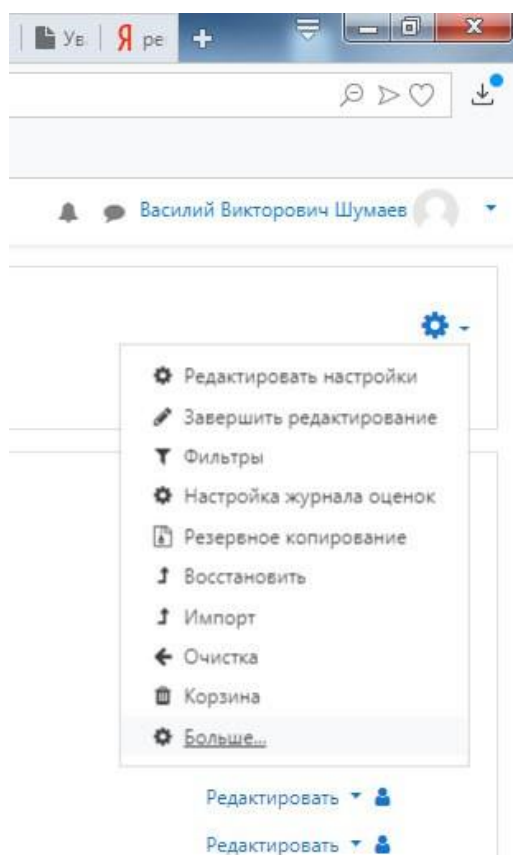 Ув Я ре
Василий Викторович Шумаев
Редактировать настройки
Завершить редактирование
Фильтры
Настройка журнала оценок
Резервное копирование
Восстановить
Импорт
Очистка
Корзина
Больше...
Редактировать
Редактировать